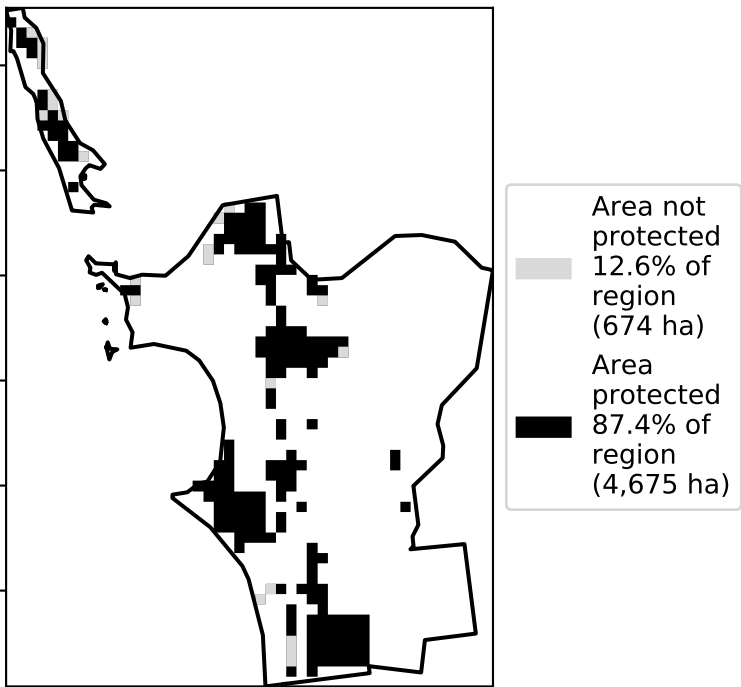 Area not
protected
12.6% of
region
(674 ha)
Area
protected
87.4% of
region
(4,675 ha)